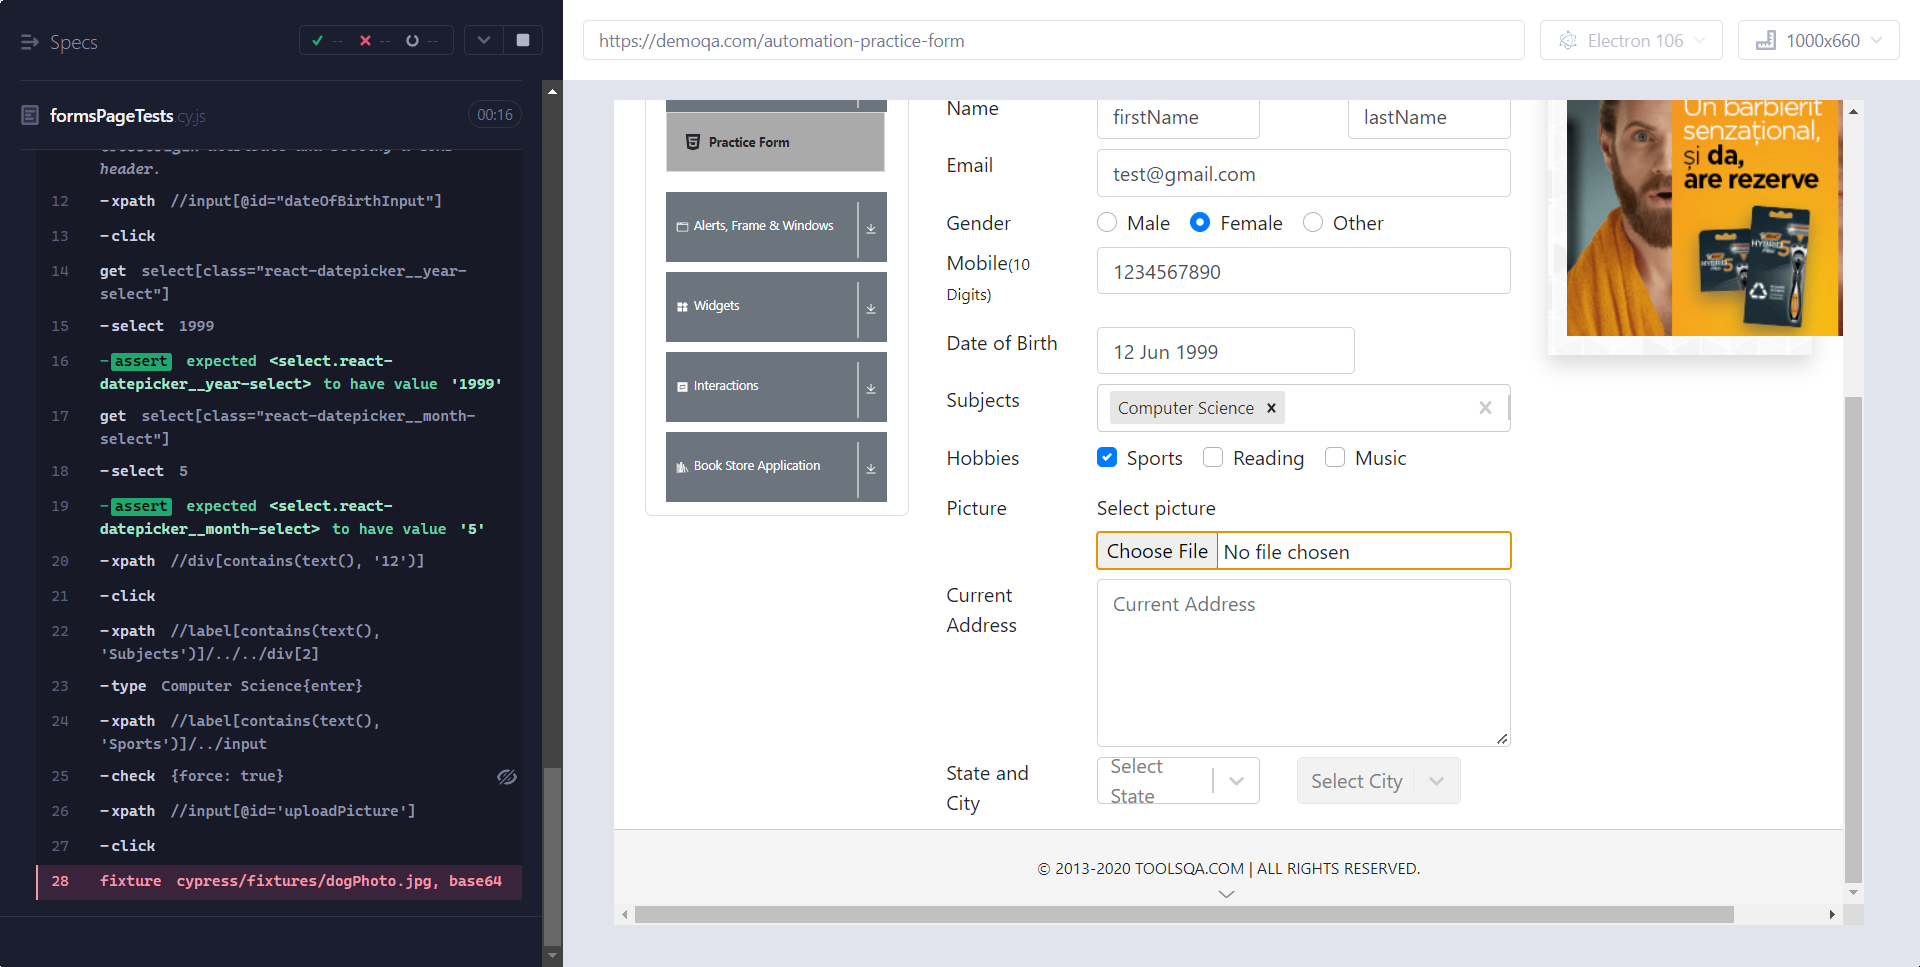 Specs
-- -- --
formsPageTests.cy.js
00:16
header.
12 -xpath //input[@id="dateOfBirthInput"]
13 -click
14 get select[class="react-datepicker__year-
select"]
15 -select 1999
16 -assert expected <select.react-
datepicker__year-select> to have value '1999'
17 get select[class="react-datepicker__month-
select"]
18 -select 5
19 -assert expected <select.react-
datepicker__month-select> to have value '5'
20 -xpath //div[contains(text(), '12')]
21 -click
22 -xpath //label[contains(text(),
'Subjects')]/../../div[2]
23 -type Computer Science{enter}
24 -xpath //label[contains(text(),
'Sports')]/../input
25 -check {force: true}
26 -xpath //input[@id='uploadPicture']
27 -click
28 fixture cypress/fixtures/dogPhoto.jpg, base64
https://demoqa.com/automation-practice-form
Electron 106
1000x660
Practice Form
Alerts, Frame & Windows
Widgets
Interactions
Book Store Application
Name
firstName
lastName
Email
test@gmail.com
Gender
Male
Female
Other
Mobile(10
Digits)
1234567890
Date of Birth
12 Jun 1999
Subjects
Computer Science
Hobbies
Sports
Reading
Music
Picture
Select picture
Choose File
No file chosen
Current
Address
Current Address
State and
City
Select
State
Select City
© 2013-2020 TOOLSQA.COM | ALL RIGHTS RESERVED.
Un bărbierit
senzațional,
și da,
are rezerve
HYBRID 5
HYBRID 5